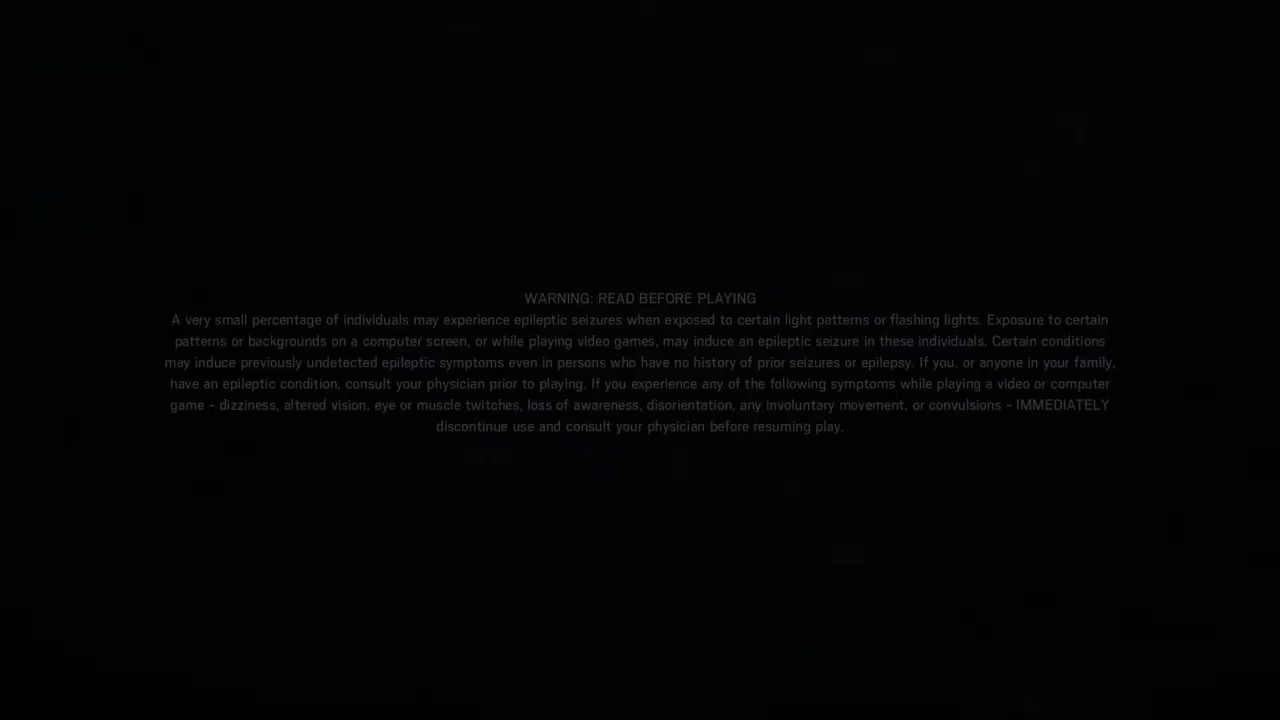 WARNING: READ BEFORE PLAYING
A very small percentage of individuals may experience epileptic seizures when exposed to certain light patterns or flashing lights. Exposure to certain
patterns or backgrounds on a computer screen, or while playing video games, may induce an epileptic seizure in these individuals. Certain conditions
may induce previously undetected epileptic symptoms even in persons who have no history of prior seizures or epilepsy. If you, or anyone in your family,
have an epileptic condition, consult your physician prior to playing. If you experience any of the following symptoms while playing a video or computer
game – dizziness, altered vision, eye or muscle twitches, loss of awareness, disorientation, any involuntary movement, or convulsions – IMMEDIATELY
discontinue use and consult your physician before resuming play.